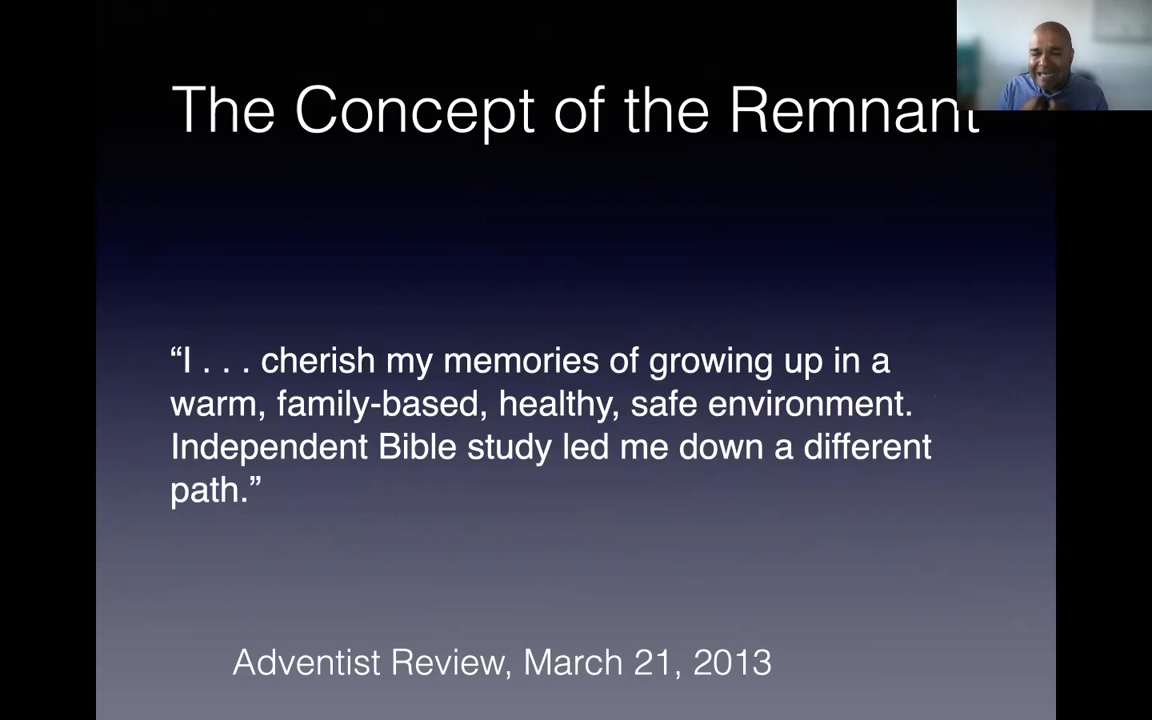 The Concept of the Remnant
“I . . . cherish my memories of growing up in a
warm, family-based, healthy, safe environment.
Independent Bible study led me down a different
path.”
Adventist Review, March 21, 2013